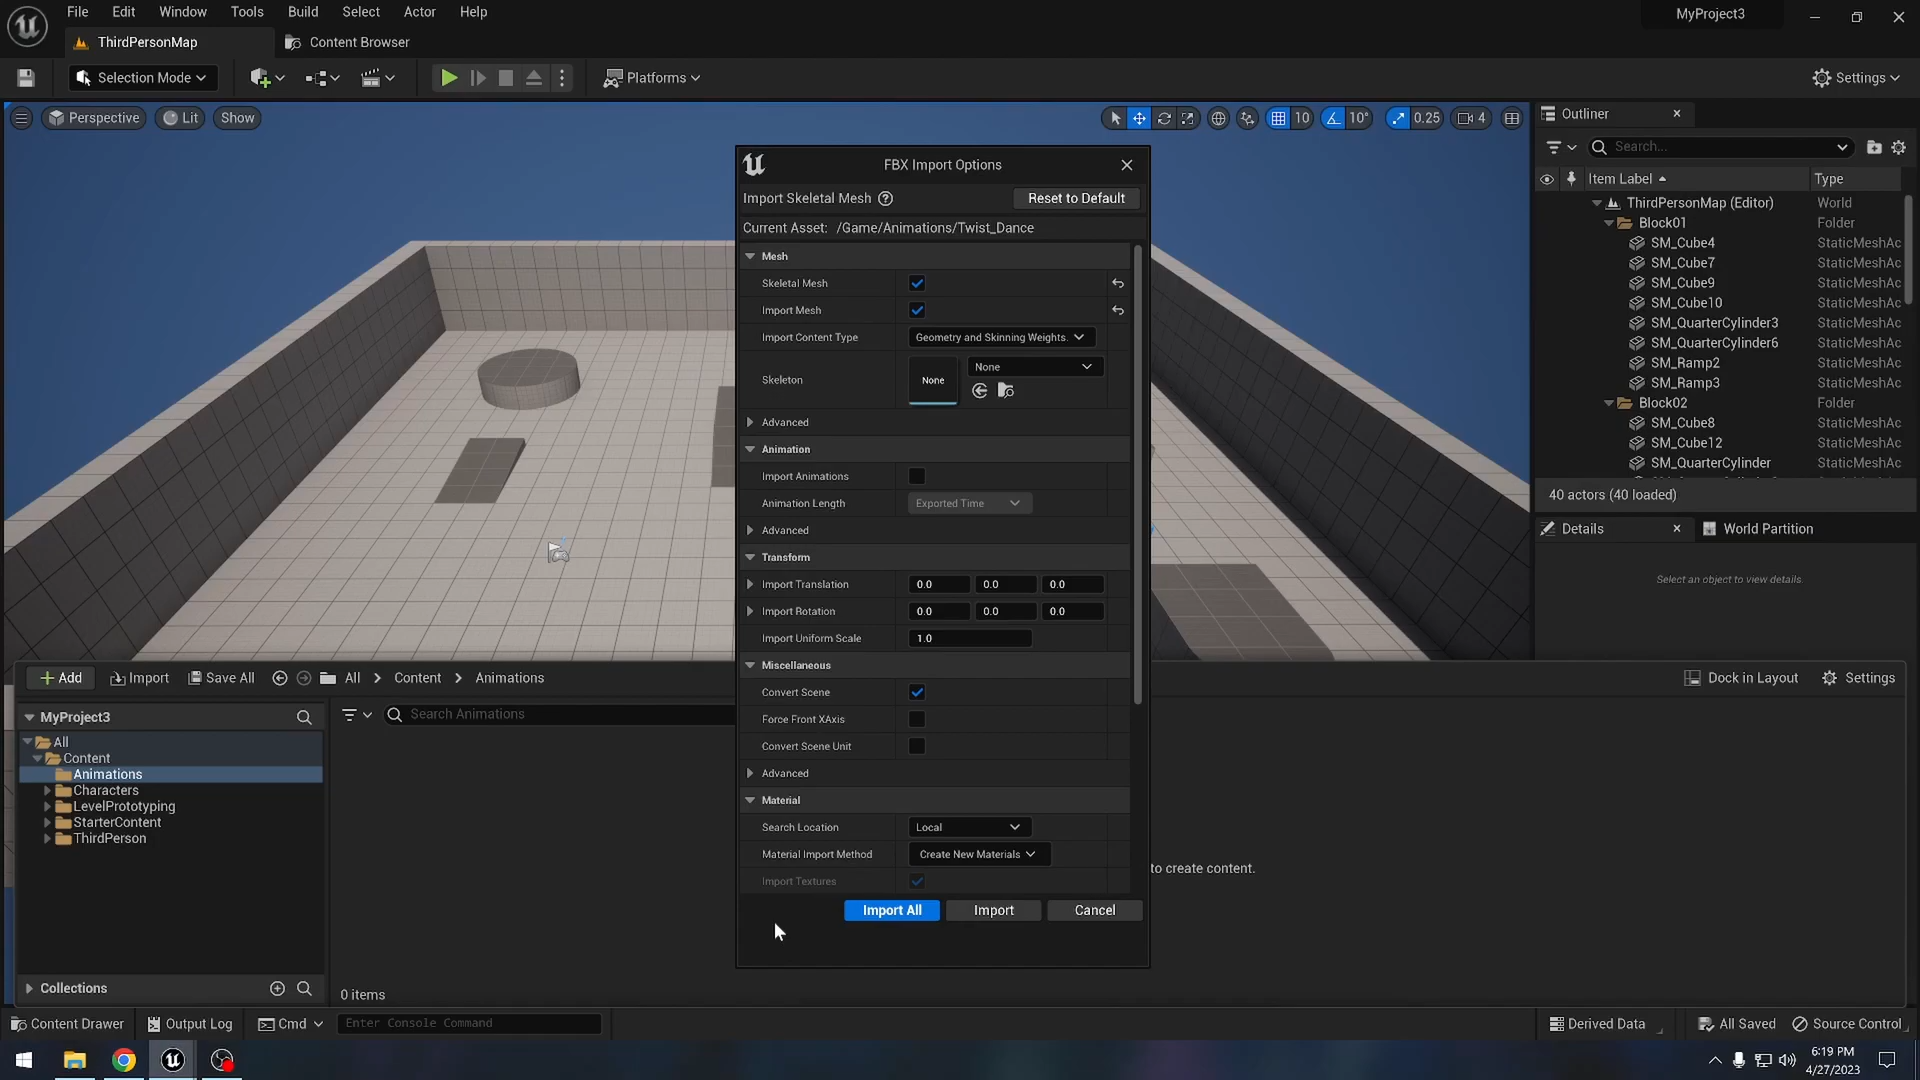 File Edit Window Tools Build Select Actor Help
MyProject3
ThirdPersonMap
Content Browser
Selection Mode
Platforms
Settings
Perspective Lit Show
10 10° 0.25 4
Outliner
Search...
Item Label Type
ThirdPersonMap (Editor) World
Block01 Folder
SM_Cube4 StaticMeshAc
SM_Cube7 StaticMeshAc
SM_Cube9 StaticMeshAc
SM_Cube10 StaticMeshAc
SM_QuarterCylinder3 StaticMeshAc
SM_QuarterCylinder6 StaticMeshAc
SM_Ramp2 StaticMeshAc
SM_Ramp3 StaticMeshAc
Block02 Folder
SM_Cube8 StaticMeshAc
SM_Cube12 StaticMeshAc
SM_QuarterCylinder StaticMeshAc
40 actors (40 loaded)
Details
World Partition
Select an object to view details.
FBX Import Options
Import Skeletal Mesh
Reset to Default
Current Asset: /Game/Animations/Twist_Dance
Mesh
Skeletal Mesh
Import Mesh
Import Content Type Geometry and Skinning Weights.
Skeleton None None
Advanced
Animation
Import Animations
Animation Length Exported Time
Advanced
Transform
Import Translation 0.0 0.0 0.0
Import Rotation 0.0 0.0 0.0
Import Uniform Scale 1.0
Miscellaneous
Convert Scene
Force Front XAxis
Convert Scene Unit
Advanced
Material
Search Location Local
Material Import Method Create New Materials
Import Textures
Import All Import Cancel
Add Import Save All All Content Animations
Dock in Layout Settings
MyProject3
Search Animations
All
Content
Animations
Characters
LevelPrototyping
StarterContent
ThirdPerson
to create content.
Collections
0 items
Content Drawer Output Log Cmd Enter Console Command
Derived Data All Saved Source Control
6:19 PM
4/27/2023